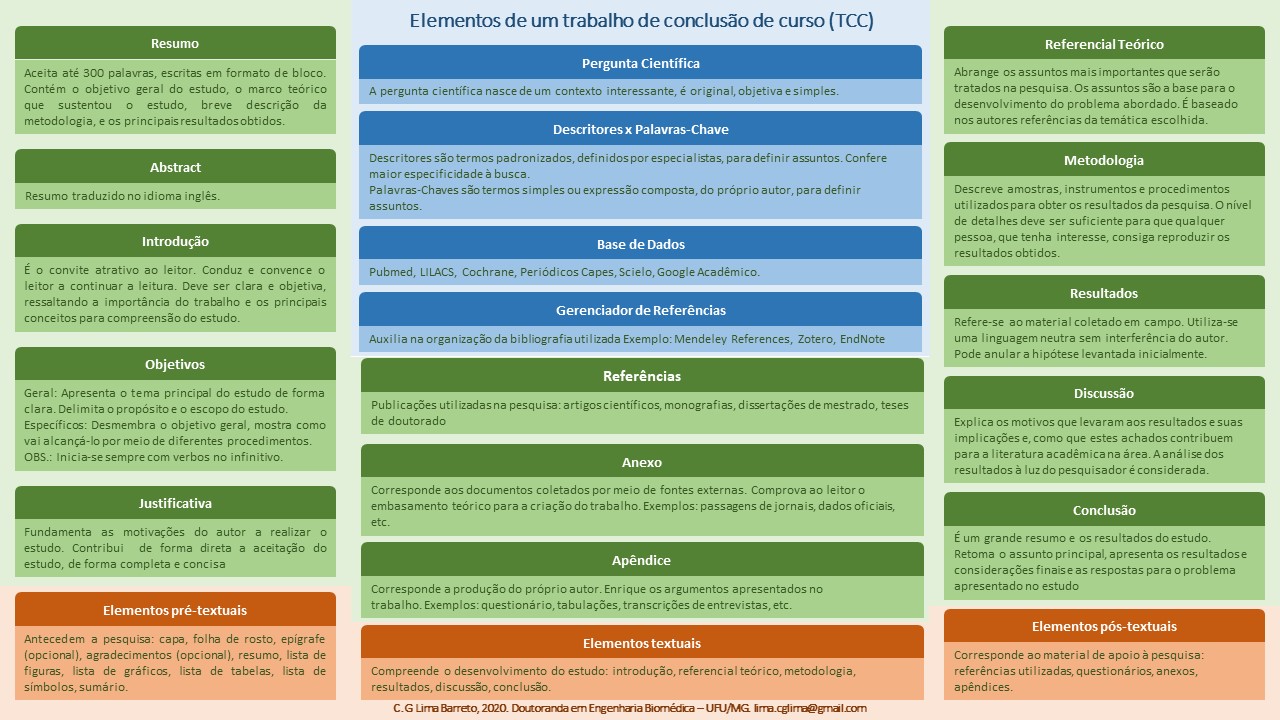 Elementos de um trabalho de conclusão de curso (TCC)
Resumo
Aceita até 300 palavras, escritas em formato de bloco.
Contém o objetivo geral do estudo, o marco teórico
que sustentou o estudo, breve descrição da
metodologia, e os principais resultados obtidos.
Abstract
Resumo traduzido no idioma inglês.
Introdução
É o convite atrativo ao leitor. Conduz e convence o
leitor a continuar a leitura. Deve ser clara e objetiva,
ressaltando a importância do trabalho e os principais
conceitos para compreensão do estudo.
Objetivos
Geral: Apresenta o tema principal do estudo de forma
clara. Delimita o propósito e o escopo do estudo.
Específicos: Desmembra o objetivo geral, mostra como
vai alcançá-lo por meio de diferentes procedimentos.
OBS.: Inicia-se sempre com verbos no infinitivo.
Justificativa
Fundamenta as motivações do autor a realizar o
estudo. Contribui de forma direta a aceitação do
estudo, de forma completa e concisa
Elementos pré-textuais
Antecedem a pesquisa: capa, folha de rosto, epígrafe
(opcional), agradecimentos (opcional), resumo, lista de
figuras, lista de gráficos, lista de tabelas, lista de
símbolos, sumário.
Pergunta Científica
A pergunta científica nasce de um contexto interessante, é original, objetiva e simples.
Descritores x Palavras-Chave
Descritores são termos padronizados, definidos por especialistas, para definir assuntos. Confere
maior especificidade à busca.
Palavras-Chaves são termos simples ou expressão composta, do próprio autor, para definir
assuntos.
Base de Dados
Pubmed, LILACS, Cochrane, Periódicos Capes, Scielo, Google Acadêmico.
Gerenciador de Referências
Auxilia na organização da bibliografia utilizada Exemplo: Mendeley References, Zotero, EndNote
Referências
Publicações utilizadas na pesquisa: artigos científicos, monografias, dissertações de mestrado, teses
de doutorado
Anexo
Corresponde aos documentos coletados por meio de fontes externas. Comprova ao leitor o
embasamento teórico para a criação do trabalho. Exemplos: passagens de jornais, dados oficiais,
etc.
Apêndice
Corresponde a produção do próprio autor. Enrique os argumentos apresentados no
trabalho. Exemplos: questionário, tabulações, transcrições de entrevistas, etc.
Elementos textuais
Compreende o desenvolvimento do estudo: introdução, referencial teórico, metodologia,
resultados, discussão, conclusão.
Referencial Teórico
Abrange os assuntos mais importantes que serão
tratados na pesquisa. Os assuntos são a base para o
desenvolvimento do problema abordado. É baseado
nos autores referências da temática escolhida.
Metodologia
Descreve amostras, instrumentos e procedimentos
utilizados para obter os resultados da pesquisa. O nível
de detalhes deve ser suficiente para que qualquer
pessoa, que tenha interesse, consiga reproduzir os
resultados obtidos.
Resultados
Refere-se ao material coletado em campo. Utiliza-se
uma linguagem neutra sem interferência do autor.
Pode anular a hipótese levantada inicialmente.
Discussão
Explica os motivos que levaram aos resultados e suas
implicações e, como que estes achados contribuem
para a literatura acadêmica na área. A análise dos
resultados à luz do pesquisador é considerada.
Conclusão
É um grande resumo e os resultados do estudo.
Retoma o assunto principal, apresenta os resultados e
considerações finais e as respostas para o problema
apresentado no estudo
Elementos pós-textuais
Corresponde ao material de apoio à pesquisa:
referências utilizadas, questionários, anexos,
apêndices.
C. G Lima Barreto, 2020. Doutoranda em Engenharia Biomédica – UFU/MG. lima.cglima@gmail.com